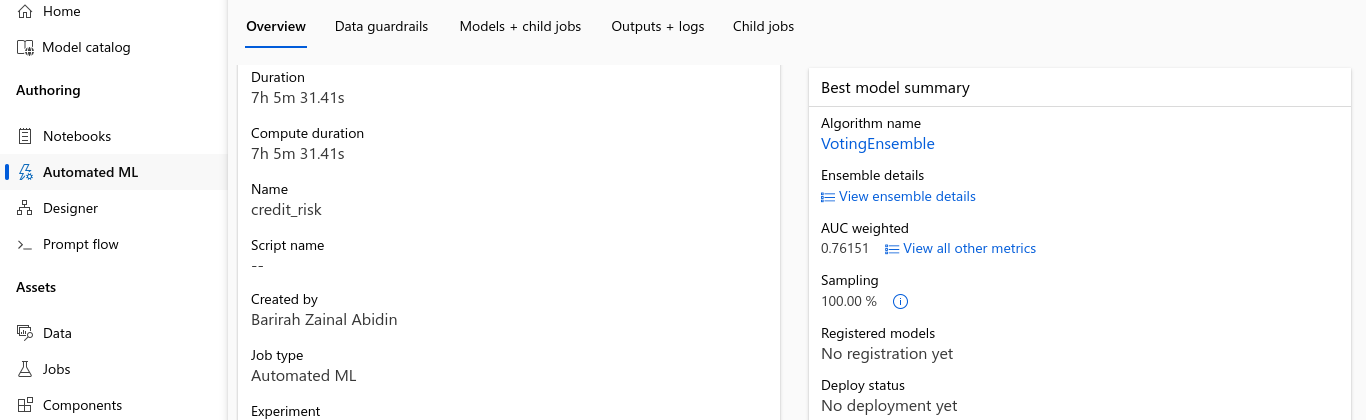 Home
Model catalog
Authoring
Notebooks
Automated ML
Designer
Prompt flow
Assets
Data
Jobs
Components
Overview Data guardrails Models + child jobs Outputs + logs Child jobs
Duration
7h 5m 31.41s
Compute duration
7h 5m 31.41s
Name
credit_risk
Script name
--
Created by
Barirah Zainal Abidin
Job type
Automated ML
Experiment
Best model summary
Algorithm name
VotingEnsemble
Ensemble details
View ensemble details
AUC weighted
0.76151 View all other metrics
Sampling
100.00 %
Registered models
No registration yet
Deploy status
No deployment yet